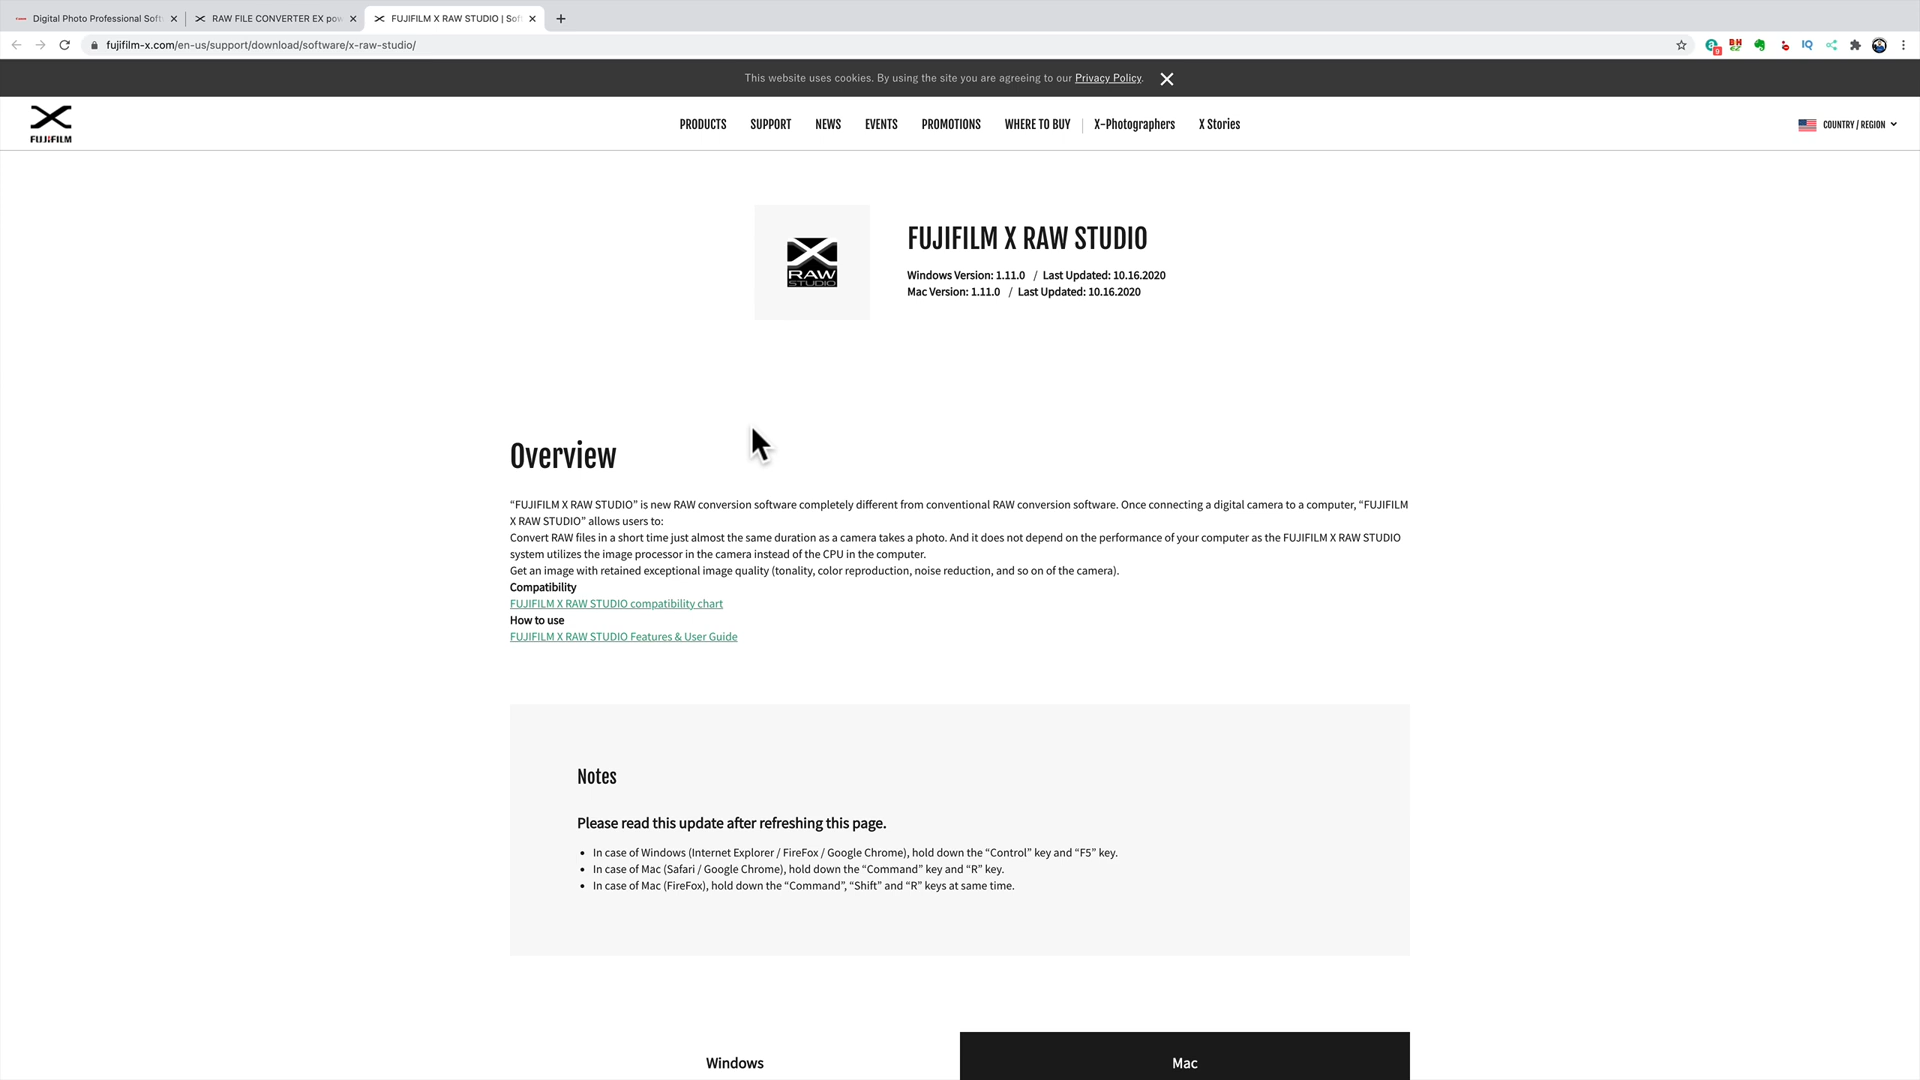 Digital Photo Professional Soft
RAW FILE CONVERTER EX pow
FUJIFILM X RAW STUDIO | Sof
fujifilm-x.com/en-us/support/download/software/x-raw-studio/
This website uses cookies. By using the site you are agreeing to our Privacy Policy.
FUJIFILM
PRODUCTS SUPPORT NEWS EVENTS PROMOTIONS WHERE TO BUY X-Photographers X Stories
COUNTRY / REGION
RAW
STUDIO
FUJIFILM X RAW STUDIO
Windows Version: 1.11.0 / Last Updated: 10.16.2020
Mac Version: 1.11.0 / Last Updated: 10.16.2020
Overview
“FUJIFILM X RAW STUDIO” is new RAW conversion software completely different from conventional RAW conversion software. Once connecting a digital camera to a computer, “FUJIFILM
X RAW STUDIO” allows users to:
Convert RAW files in a short time just almost the same duration as a camera takes a photo. And it does not depend on the performance of your computer as the FUJIFILM X RAW STUDIO
system utilizes the image processor in the camera instead of the CPU in the computer.
Get an image with retained exceptional image quality (tonality, color reproduction, noise reduction, and so on of the camera).
Compatibility
FUJIFILM X RAW STUDIO compatibility chart
How to use
FUJIFILM X RAW STUDIO Features & User Guide
Notes
Please read this update after refreshing this page.
• In case of Windows (Internet Explorer / FireFox / Google Chrome), hold down the “Control” key and “F5” key.
• In case of Mac (Safari / Google Chrome), hold down the “Command” key and “R” key.
• In case of Mac (FireFox), hold down the “Command”, “Shift” and “R” keys at same time.
Windows
Mac